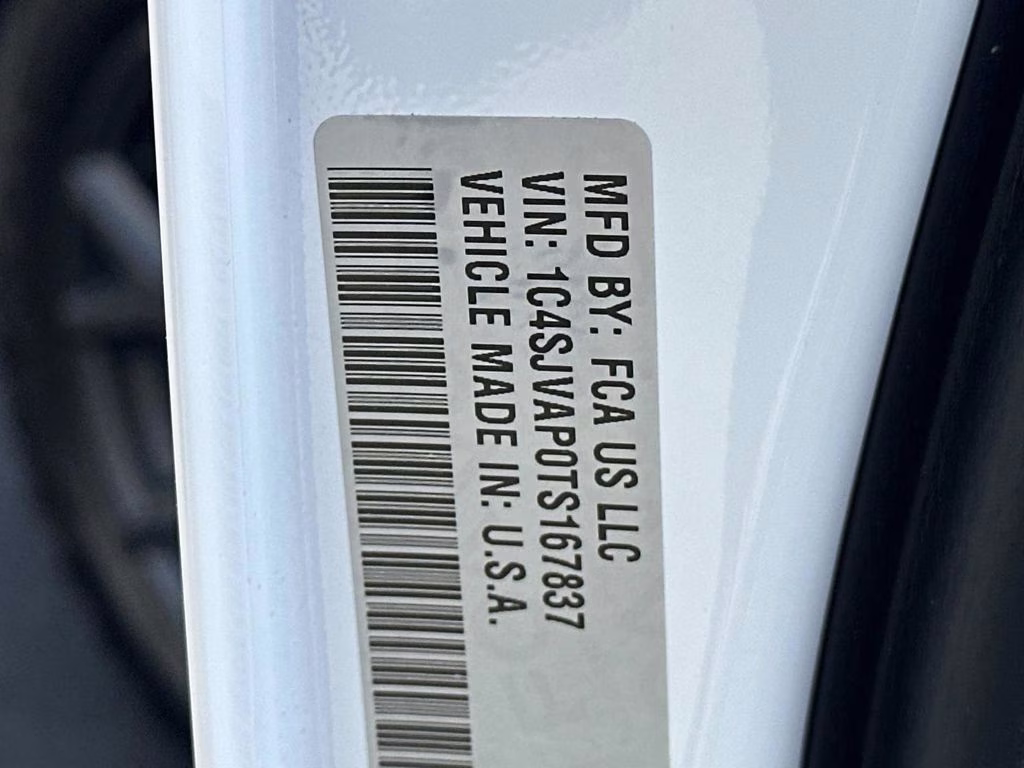 MFD BY: FCA US LLC
VIN: 1C4SJVAP0TS167837
VEHICLE MADE IN: U.S.A.